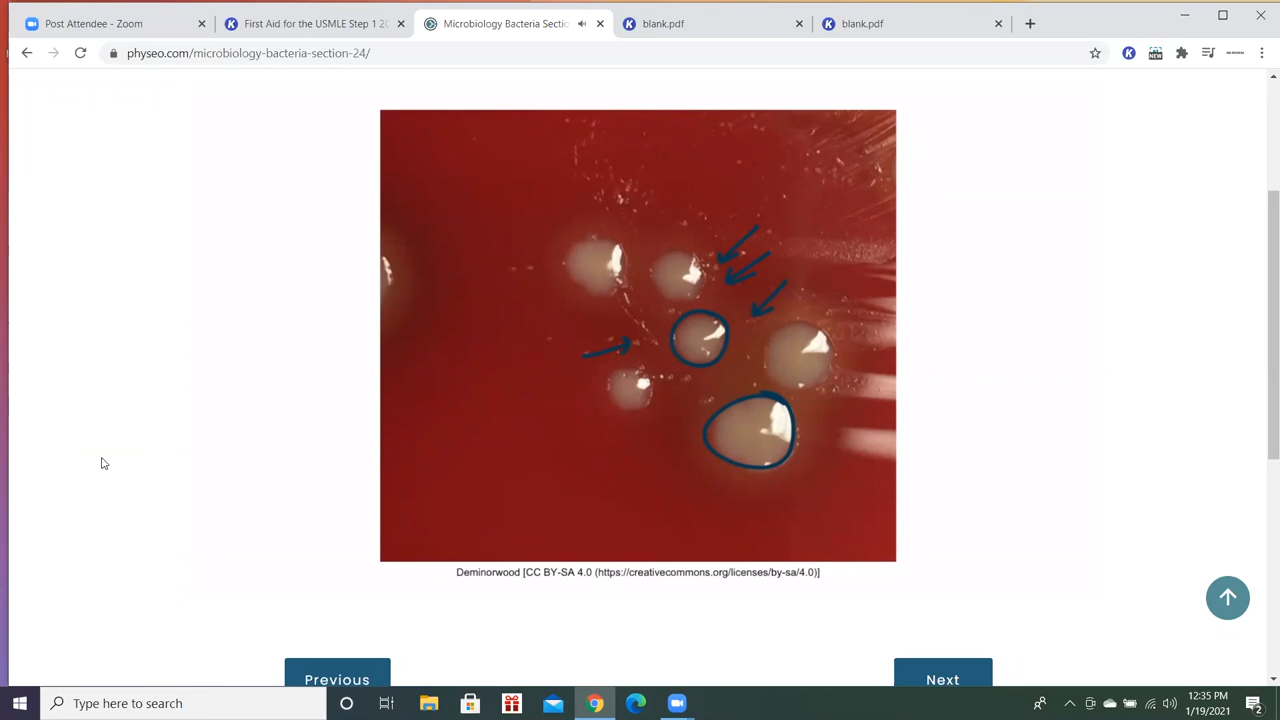 Post Attendee - Zoom
First Aid for the USMLE Step 1 20
Microbiology Bacteria Sectio
blank.pdf
blank.pdf
physeo.com/microbiology-bacteria-section-24/
NEW
Deminorwood [CC BY-SA 4.0 (https://creativecommons.org/licenses/by-sa/4.0)]
Previous
Next
Type here to search
12:35 PM
1/19/2021
2